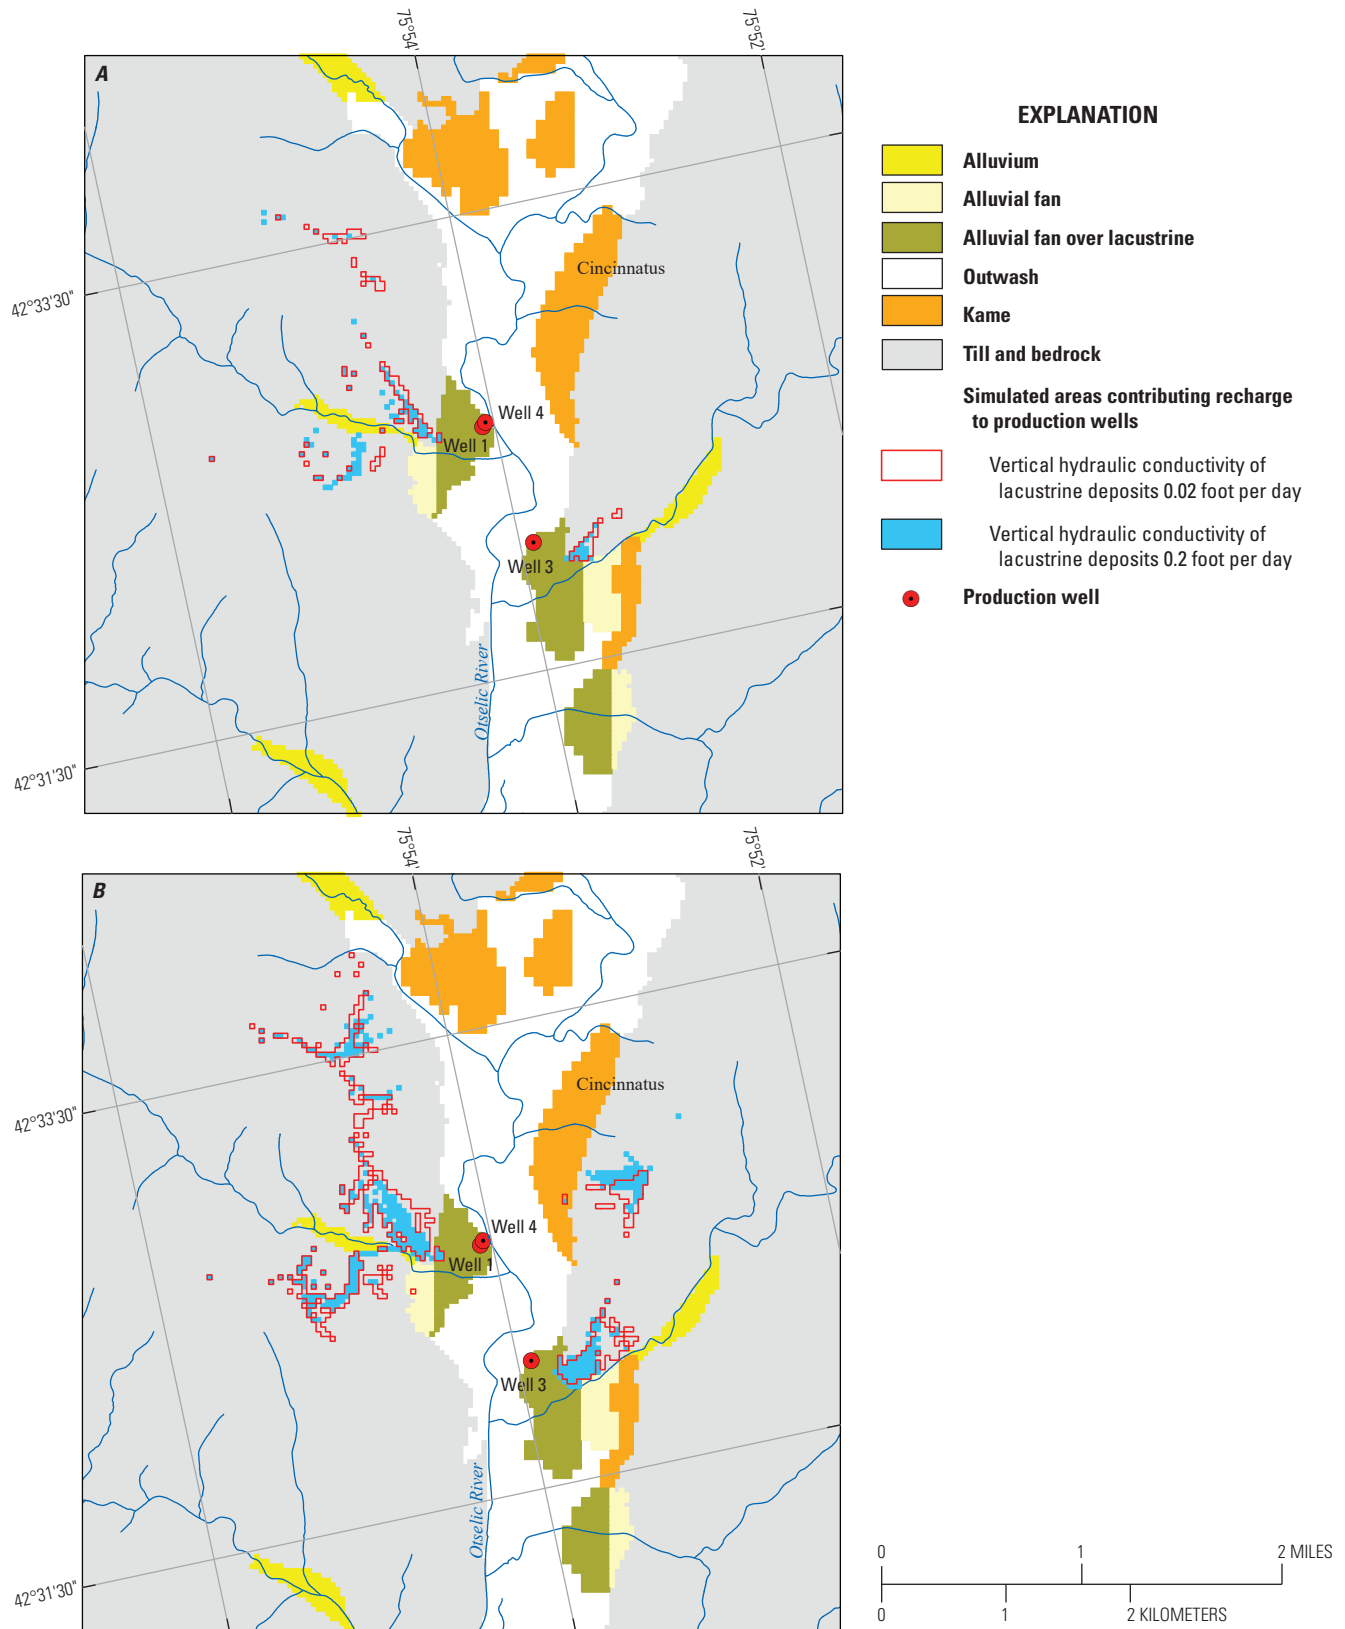 A
75°54'
75°52'
42°33'30"
42°31'30"
Cincinnatus
Well 4
Well 1
Well 3
Otselic River
B
75°54'
75°52'
42°33'30"
42°31'30"
Cincinnatus
Well 4
Well 1
Well 3
Otselic River
EXPLANATION
Alluvium
Alluvial fan
Alluvial fan over lacustrine
Outwash
Kame
Till and bedrock
Simulated areas contributing recharge
to production wells
Vertical hydraulic conductivity of
lacustrine deposits 0.02 foot per day
Vertical hydraulic conductivity of
lacustrine deposits 0.2 foot per day
Production well
0 1 2 MILES
0 1 2 KILOMETERS